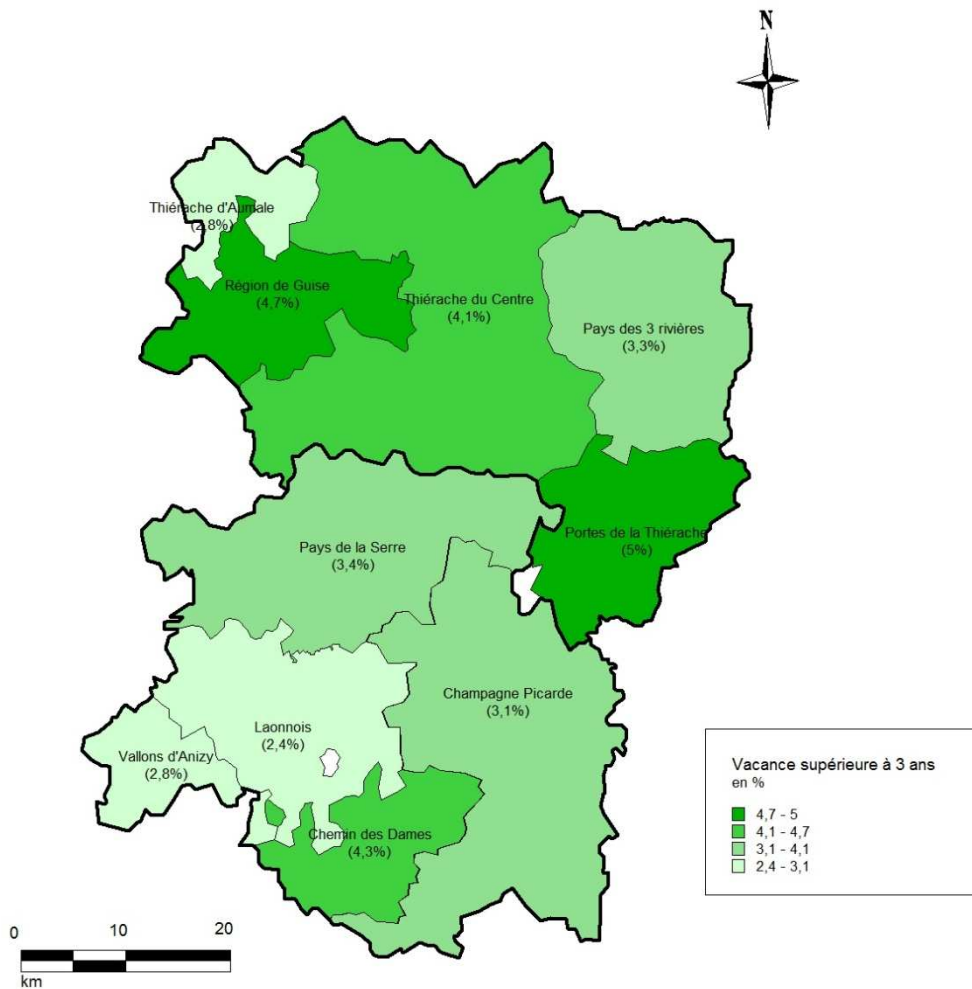 N
Thiérache d'Aumale
(2,8%)
Région de Guise
(4,7%)
Thiérache du Centre
(4,1%)
Pays des 3 rivières
(3,3%)
Portes de la Thiérache
(5%)
Pays de la Serre
(3,4%)
Champagne Picarde
(3,1%)
Laonnois
(2,4%)
Vallons d'Anizy
(2,8%)
Chemin des Dames
(4,3%)
Vacance supérieure à 3 ans
en %
4,7 - 5
4,1 - 4,7
3,1 - 4,1
2,4 - 3,1
0 10 20
km